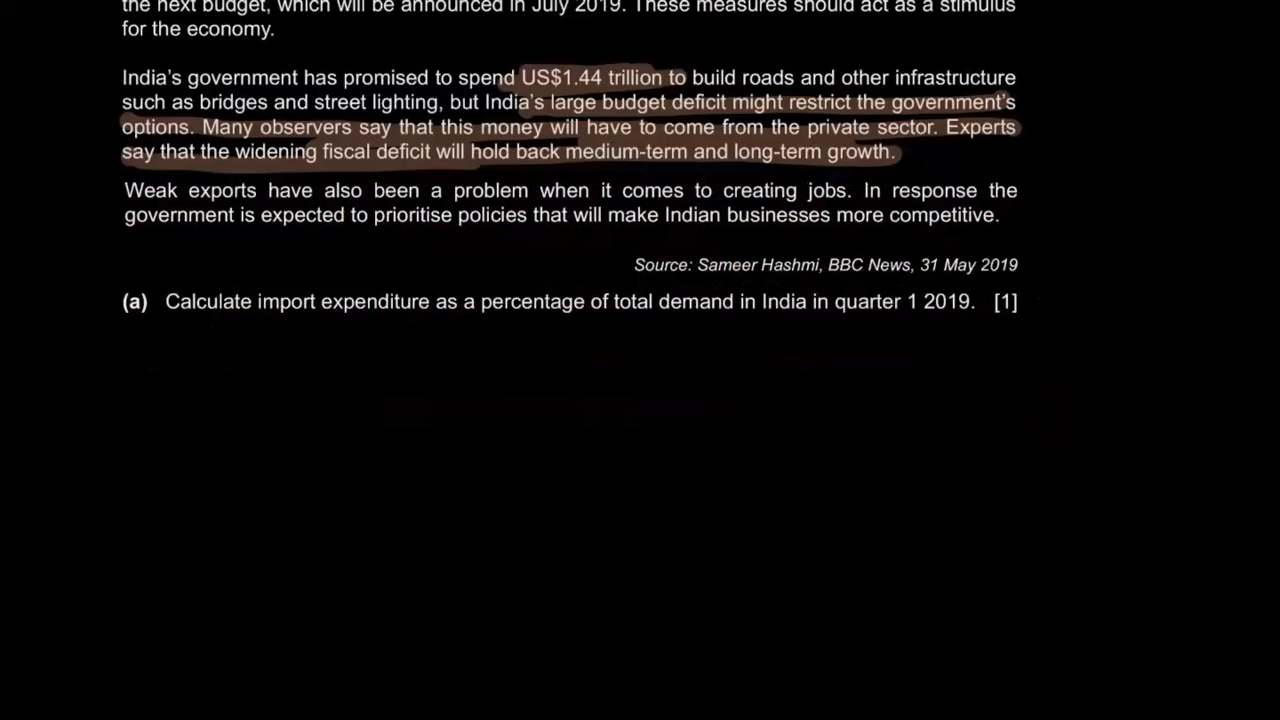 the next budget, which will be announced in July 2019. These measures should act as a stimulus
for the economy.
India's government has promised to spend US$1.44 trillion to build roads and other infrastructure
such as bridges and street lighting, but India's large budget deficit might restrict the government's
options. Many observers say that this money will have to come from the private sector. Experts
say that the widening fiscal deficit will hold back medium-term and long-term growth.
Weak exports have also been a problem when it comes to creating jobs. In response the
government is expected to prioritise policies that will make Indian businesses more competitive.
Source: Sameer Hashmi, BBC News, 31 May 2019
(a) Calculate import expenditure as a percentage of total demand in India in quarter 1 2019. [1]